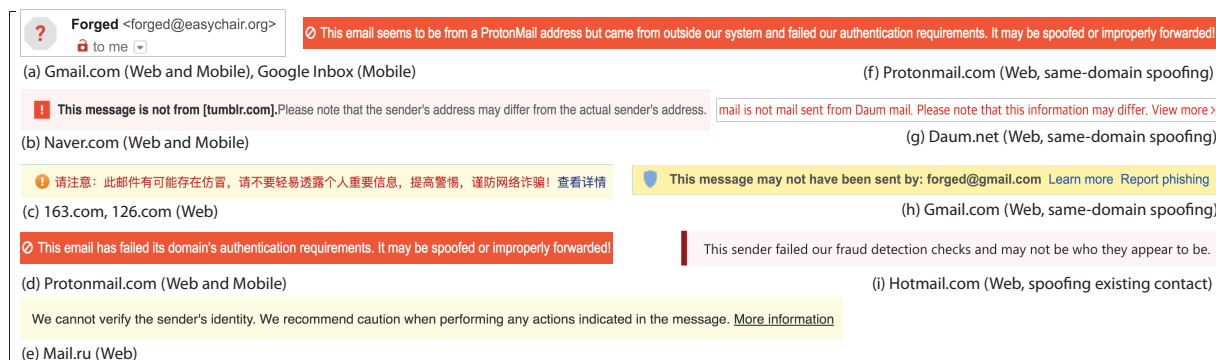 ?
Forged <forged@easychair.org>
to me
(a) Gmail.com (Web and Mobile), Google Inbox (Mobile)
This email seems to be from a ProtonMail address but came from outside our system and failed our authentication requirements. It may be spoofed or improperly forwarded!
(f) Protonmail.com (Web, same-domain spoofing)
! This message is not from [tumblr.com].Please note that the sender's address may differ from the actual sender's address.
(b) Naver.com (Web and Mobile)
mail is not mail sent from Daum mail. Please note that this information may differ. View more >
(g) Daum.net (Web, same-domain spoofing)
! 请注意：此邮件有可能存在仿冒，请不要轻易透露个人重要信息，提高警惕，谨防网络诈骗！查看详情
(c) 163.com, 126.com (Web)
This message may not have been sent by: forged@gmail.com Learn more Report phishing
(h) Gmail.com (Web, same-domain spoofing)
This email has failed its domain's authentication requirements. It may be spoofed or improperly forwarded!
(d) Protonmail.com (Web and Mobile)
This sender failed our fraud detection checks and may not be who they appear to be.
(i) Hotmail.com (Web, spoofing existing contact)
We cannot verify the sender's identity. We recommend caution when performing any actions indicated in the message. More information
(e) Mail.ru (Web)